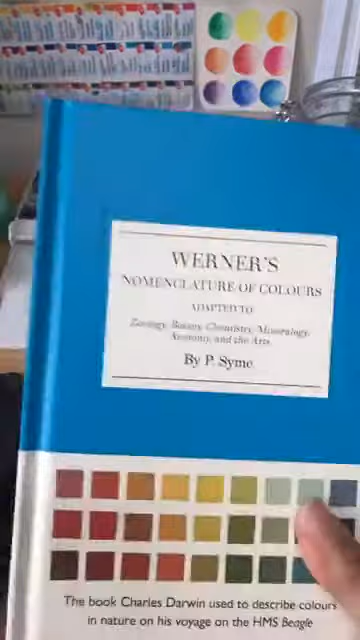 WERNER'S
NOMENCLATURE OF COLOURS
ADAPTED TO
Zoology, Botany, Chemistry, Mineralogy,
Anatomy, and the Arts
By P. Syme
The book Charles Darwin used to describe colours
in nature on his voyage on the HMS Beagle